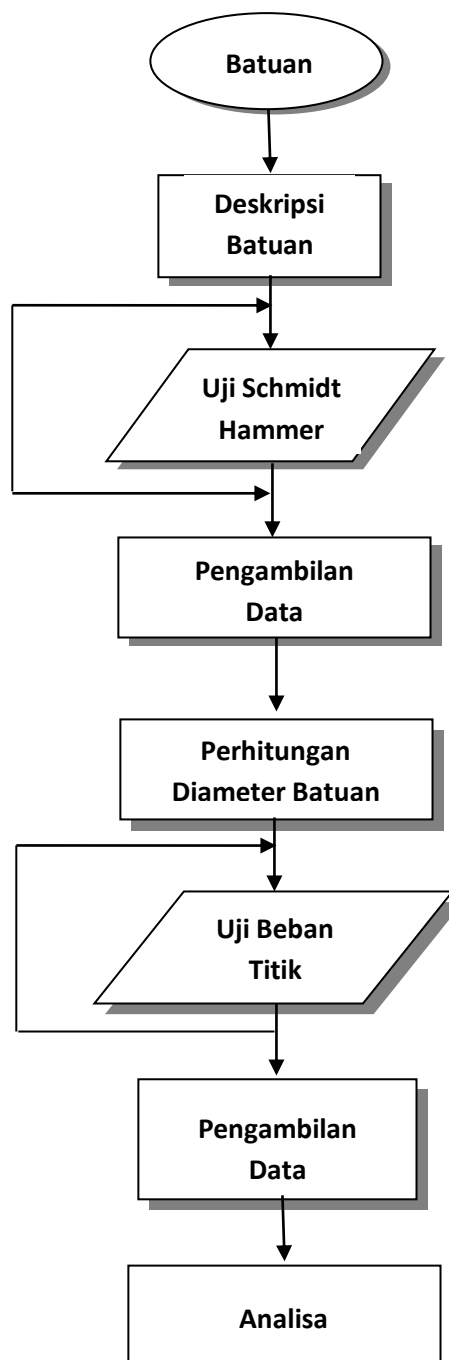 Batuan
Deskripsi
Batuan
Uji Schmidt
Hammer
Pengambilan
Data
Perhitungan
Diameter Batuan
Uji Beban
Titik
Pengambilan
Data
Analisa